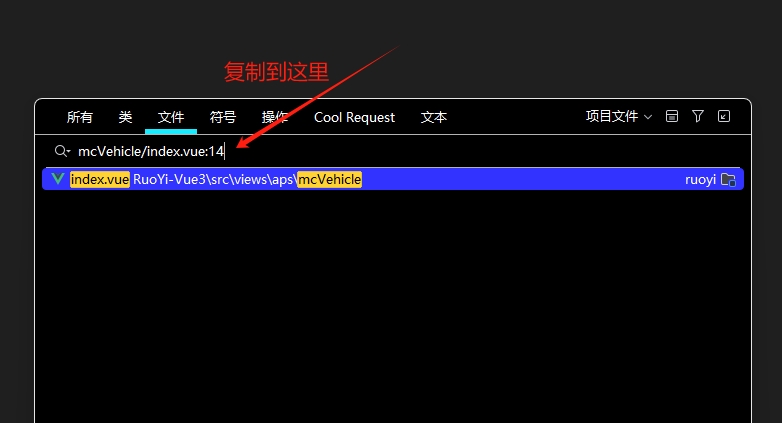 复制到这里
所有 类 文件 符号 操作 Cool Request 文本 项目文件
mcVehicle/index.vue:14
index.vue RuoYi-Vue3\src\views\aps\mcVehicle ruoyi